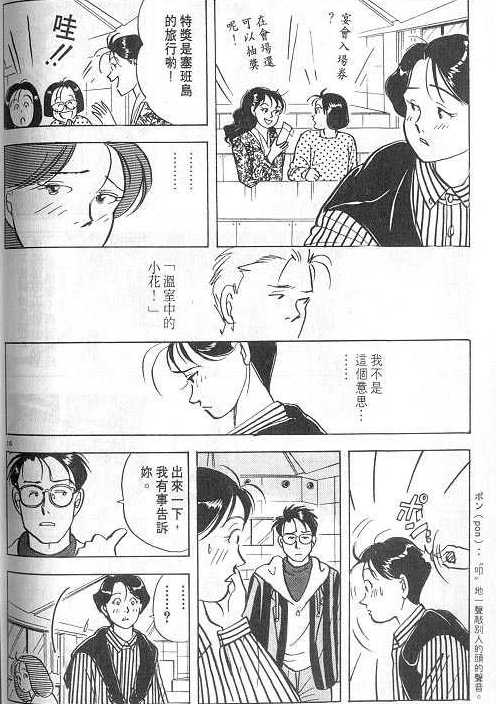 宴會入場券
?
在會場還
可以抽獎
呢!
特獎是塞班島
的旅行喲!
哇!!
………
………
「溫室中的
小花!」
我不是
這個意思…
……
16
ポン
ポン(pon):〝叩〞地一聲敲別人的頭的聲音。
出來一下,
我有事告訴
妳。
……
……?